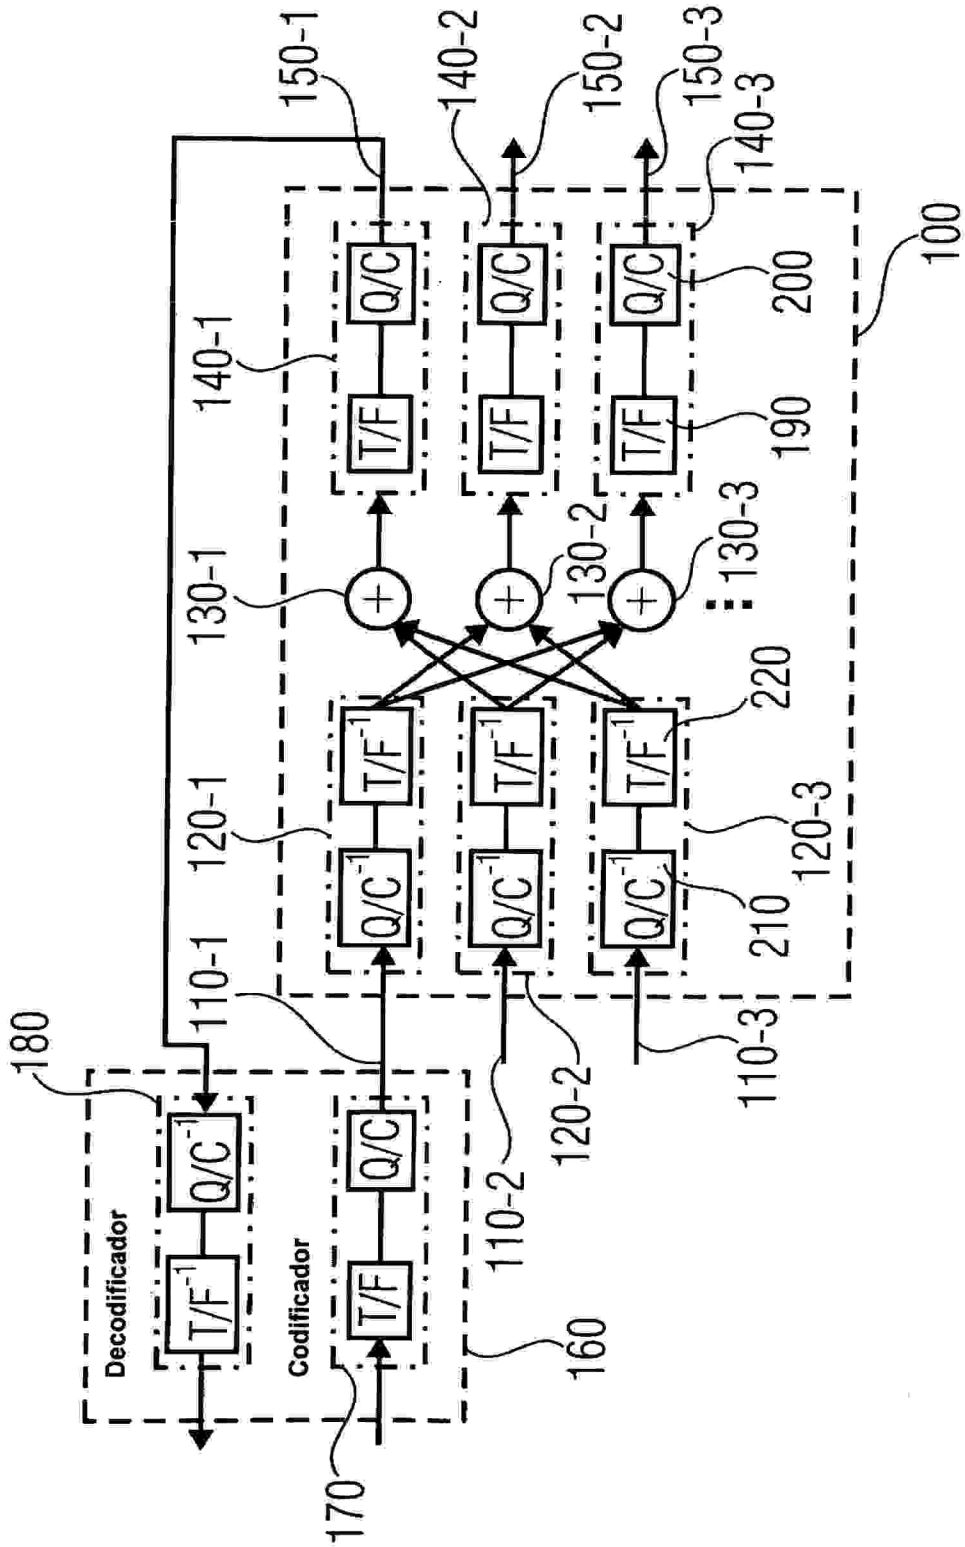 Decodificador
180
T/F⁻¹
Q/C⁻¹
Codificador
T/F
Q/C
170
160
110-1
110-2
110-3
120-1
Q/C⁻¹
T/F⁻¹
Q/C⁻¹
T/F⁻¹
120-2
Q/C⁻¹
T/F⁻¹
210
220
120-3
130-1
+
130-2
+
130-3
+
140-1
T/F
Q/C
150-1
140-2
T/F
Q/C
150-2
T/F
Q/C
150-3
140-3
190
200
100